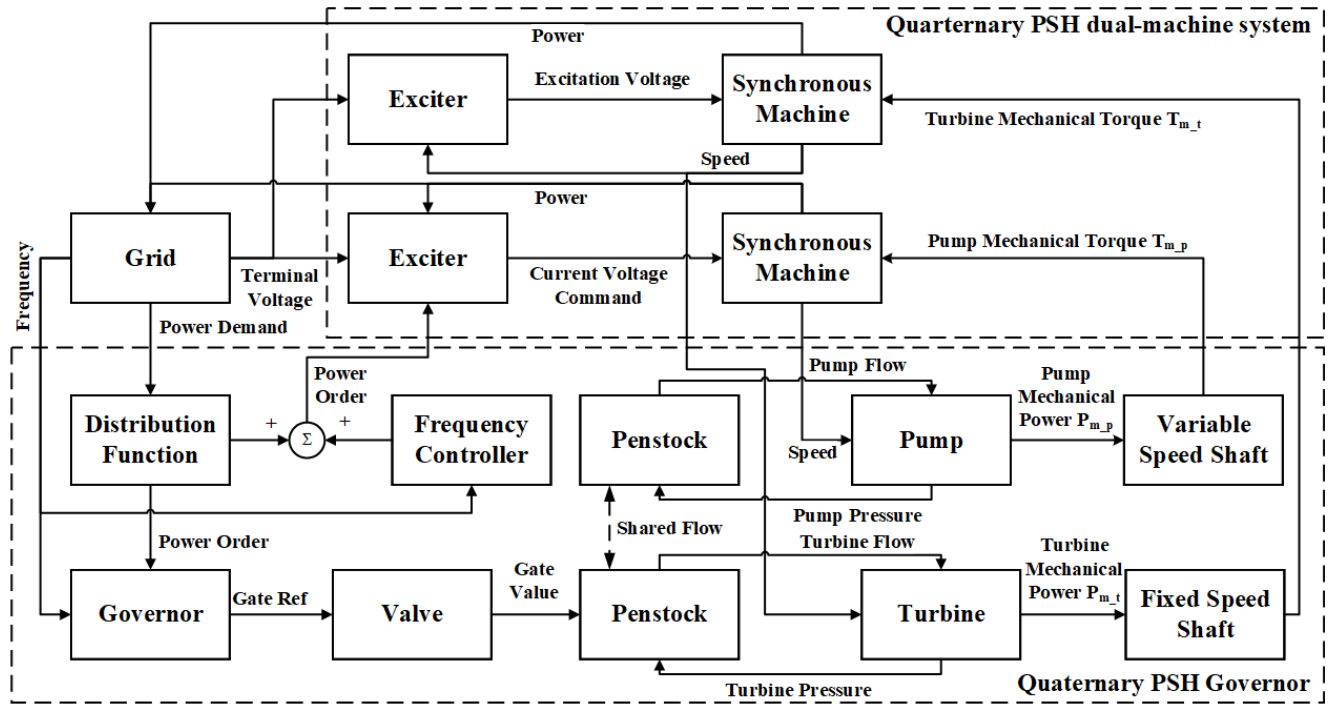 Quarternary PSH dual-machine system
Power
Exciter
Excitation Voltage
Synchronous
Machine
Turbine Mechanical Torque Tm_t
Speed
Power
Frequency
Grid
Terminal
Voltage
Exciter
Current Voltage
Command
Synchronous
Machine
Pump Mechanical Torque Tm_p
Power Demand
Power
Order
Distribution
Function
+
Σ
+
Frequency
Controller
Penstock
Pump Flow
Speed
Pump
Pump
Mechanical
Power Pm_p
Variable
Speed Shaft
Pump Pressure
Shared Flow
Turbine Flow
Power Order
Governor
Gate Ref
Valve
Gate
Value
Penstock
Turbine
Turbine
Mechanical
Power Pm_t
Fixed Speed
Shaft
Turbine Pressure
Quaternary PSH Governor